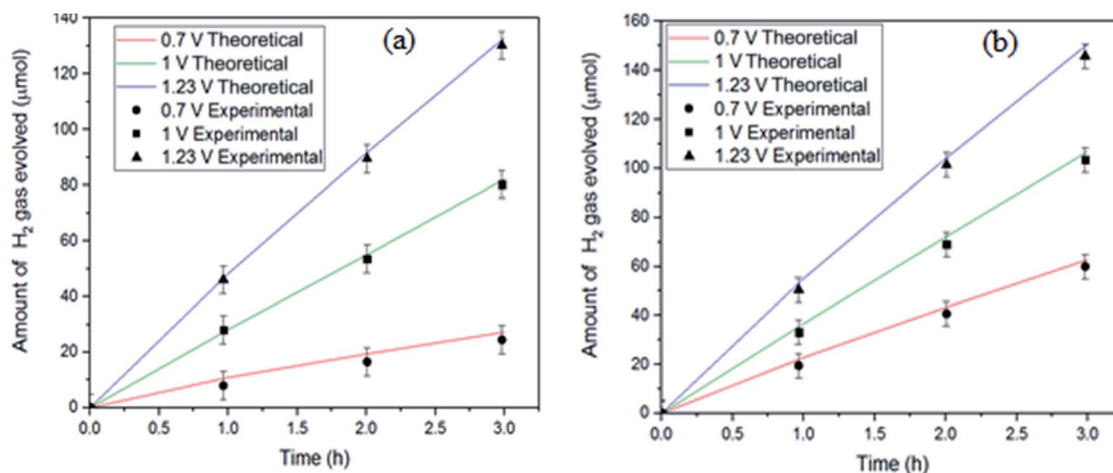 140
120
100
80
60
40
20
0
Amount of H₂ gas evolved (μmol)
0.7 V Theoretical
1 V Theoretical
1.23 V Theoretical
0.7 V Experimental
1 V Experimental
1.23 V Experimental
(a)
0.0 0.5 1.0 1.5 2.0 2.5 3.0
Time (h)
160
140
120
100
80
60
40
20
0
Amount of H₂ gas evolved (μmol)
0.7 V Theoretical
1 V Theoretical
1.23 V Theoretical
0.7 V Experimental
1 V Experimental
1.23 V Experimental
(b)
0.0 0.5 1.0 1.5 2.0 2.5 3.0
Time (h)